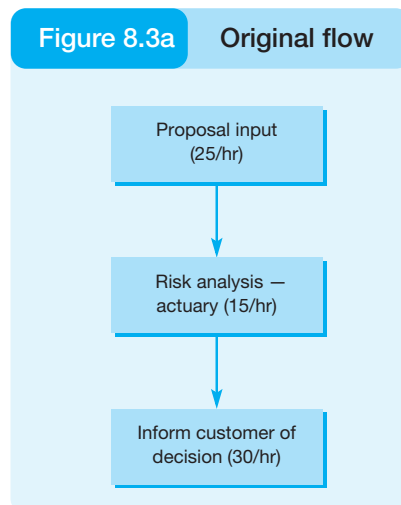 Figure 8.3a
Original flow
Proposal input
(25/hr)
Risk analysis —
actuary (15/hr)
Inform customer of
decision (30/hr)